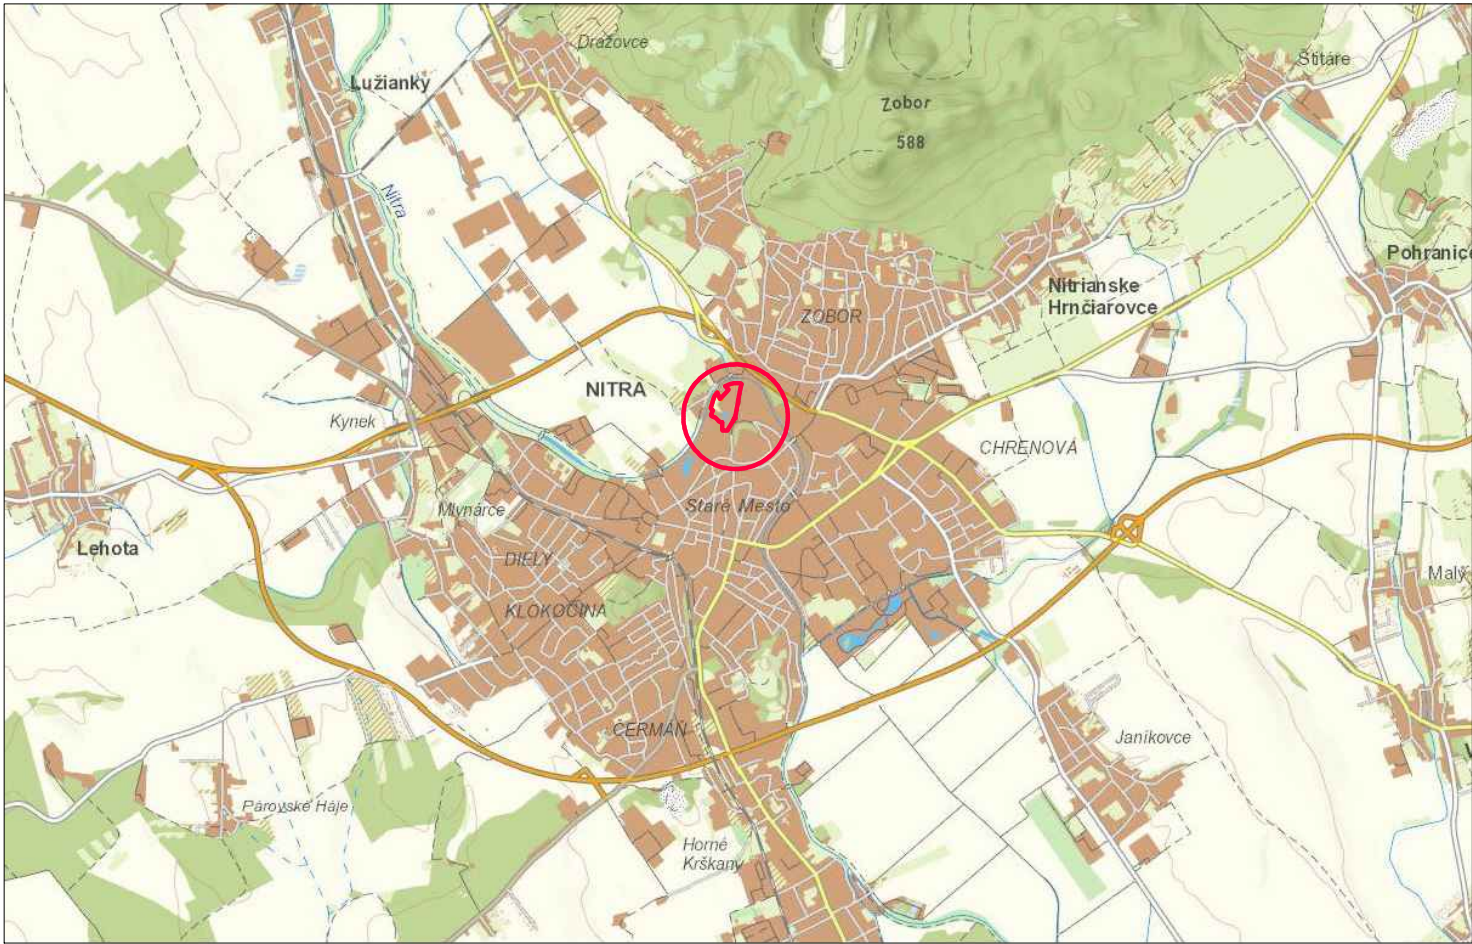 Dražovce
Štitáre
Lužianky
Zobor
588
Nitra
Pohranice
Nitrianske
Hrnčiarovce
ZOBOR
NITRA
Kynek
CHRENOVÁ
Mlynárce
Staré Mesto
Lehota
DIELY
Malý
KLOKOČINA
ČERMÁŇ
Janíkovce
Párovské Háje
Horné
Krškany